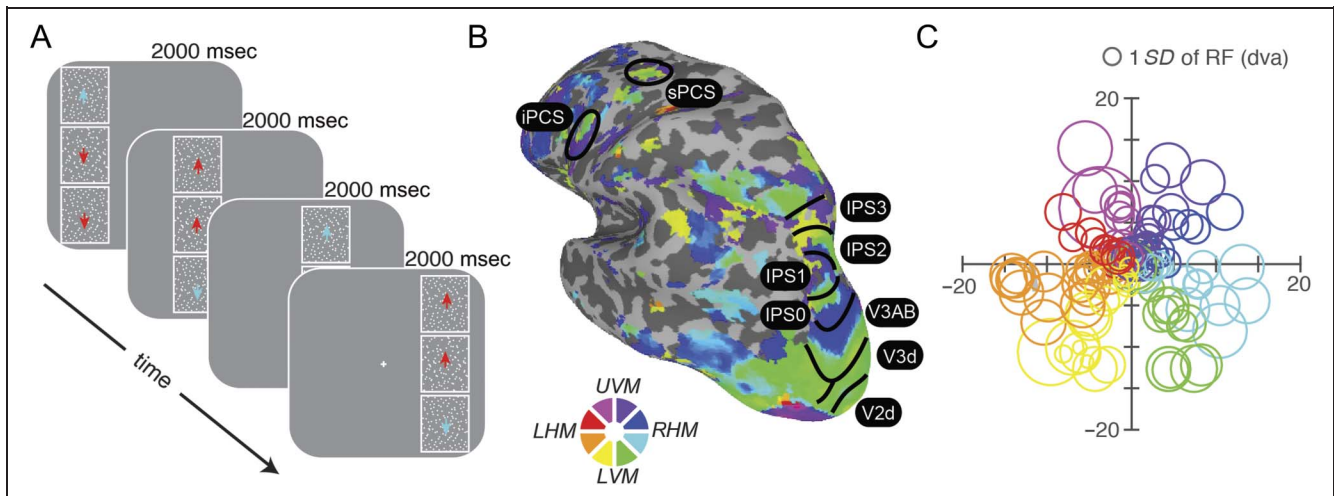 A
2000 msec
2000 msec
2000 msec
2000 msec
time
B
sPCS
iPCS
IPS3
IPS2
IPS1
IPS0
V3AB
V3d
V2d
UVM
LHM
RHM
LVM
C
1 SD of RF (dva)
20
-20
20
-20